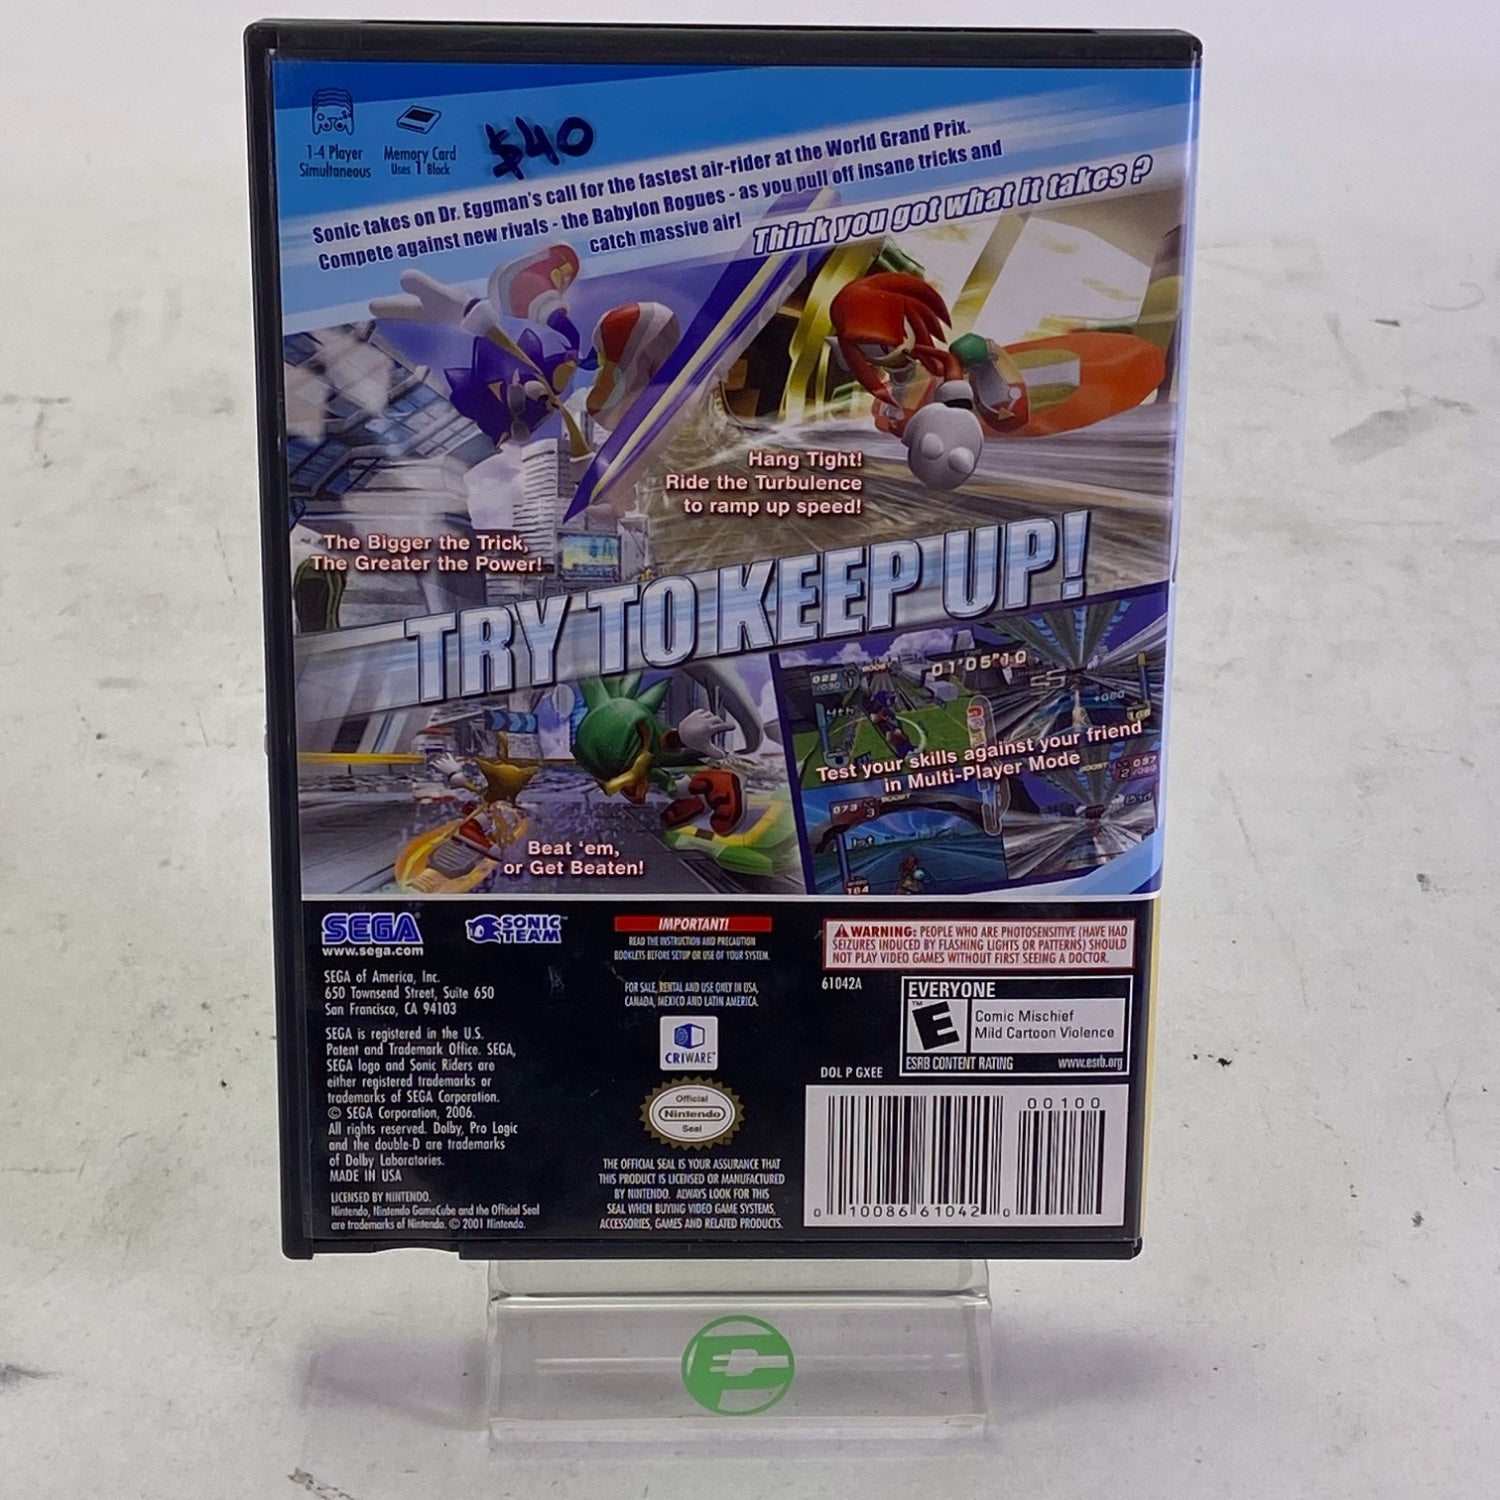 1-4 Player
Simultaneous
Memory Card
Uses 1 Block
$40
Sonic takes on Dr. Eggman's call for the fastest air-rider at the World Grand Prix.
Compete against new rivals - the Babylon Rogues - as you pull off insane tricks and
catch massive air!
Think you got what it takes?
Hang Tight!
Ride the Turbulence
to ramp up speed!
The Bigger the Trick,
The Greater the Power!
TRY TO KEEP UP!
01'05"10
4th
Test your skills against your friend
in Multi-Player Mode
1st
184
Beat 'em,
or Get Beaten!
SEGA
www.sega.com
SONIC
TEAM™
SEGA of America, Inc.
650 Townsend Street, Suite 650
San Francisco, CA 94103
SEGA is registered in the U.S.
Patent and Trademark Office. SEGA,
SEGA logo and Sonic Riders are
either registered trademarks or
trademarks of SEGA Corporation.
© SEGA Corporation, 2006.
All rights reserved. Dolby, Pro Logic
and the double-D are trademarks
of Dolby Laboratories.
MADE IN USA
LICENSED BY NINTENDO.
Nintendo, Nintendo GameCube and the Official Seal
are trademarks of Nintendo. © 2001 Nintendo.
IMPORTANT!
READ THE INSTRUCTION AND PRECAUTION
BOOKLETS BEFORE SETUP OR USE OF YOUR SYSTEM.
FOR SALE, RENTAL AND USE ONLY IN USA,
CANADA, MEXICO AND LATIN AMERICA.
CRIWARE™
Official
Nintendo
Seal
THE OFFICIAL SEAL IS YOUR ASSURANCE THAT
THIS PRODUCT IS LICENSED OR MANUFACTURED
BY NINTENDO. ALWAYS LOOK FOR THIS
SEAL WHEN BUYING VIDEO GAME SYSTEMS,
ACCESSORIES, GAMES AND RELATED PRODUCTS.
WARNING: PEOPLE WHO ARE PHOTOSENSITIVE (HAVE HAD
SEIZURES INDUCED BY FLASHING LIGHTS OR PATTERNS) SHOULD
NOT PLAY VIDEO GAMES WITHOUT FIRST SEEING A DOCTOR.
61042A
EVERYONE
E
Comic Mischief
Mild Cartoon Violence
ESRB CONTENT RATING www.esrb.org
DOL P GXEE
00100
0 10086 61042 0